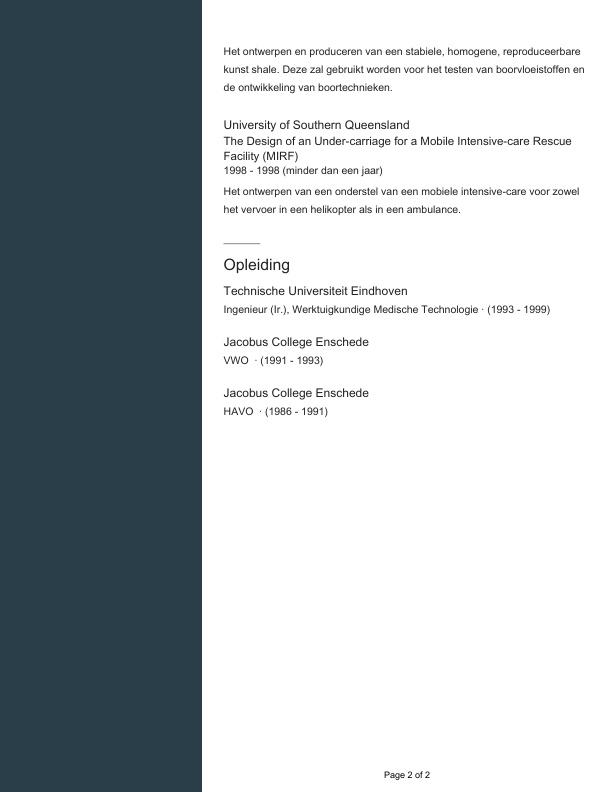 Het ontwerpen en produceren van een stabiele, homogene, reproduceerbare
kunst shale. Deze zal gebruikt worden voor het testen van boorvloeistoffen en
de ontwikkeling van boortechnieken.
University of Southern Queensland
The Design of an Under-carriage for a Mobile Intensive-care Rescue
Facility (MIRF)
1998 - 1998 (minder dan een jaar)
Het ontwerpen van een onderstel van een mobiele intensive-care voor zowel
het vervoer in een helikopter als in een ambulance.
Opleiding
Technische Universiteit Eindhoven
Ingenieur (Ir.), Werktuigkundige Medische Technologie · (1993 - 1999)
Jacobus College Enschede
VWO · (1991 - 1993)
Jacobus College Enschede
HAVO · (1986 - 1991)
Page 2 of 2